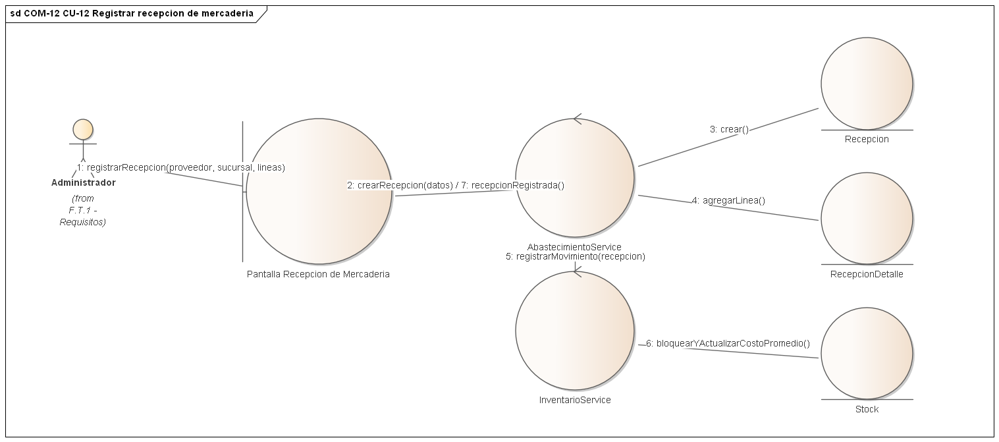 sd COM-12 CU-12 Registrar recepcion de mercaderia
Recepcion
3: crear()
1: registrarRecepcion(proveedor, sucursal, lineas)
Administrador
(from
F.T.1 -
Requisitos)
2: crearRecepcion(datos) / 7: recepcionRegistrada()
4: agregarLinea()
AbastecimientoService
5: registrarMovimiento(recepcion)
Pantalla Recepcion de Mercaderia
RecepcionDetalle
6: bloquearYActualizarCostoPromedio()
InventarioService
Stock